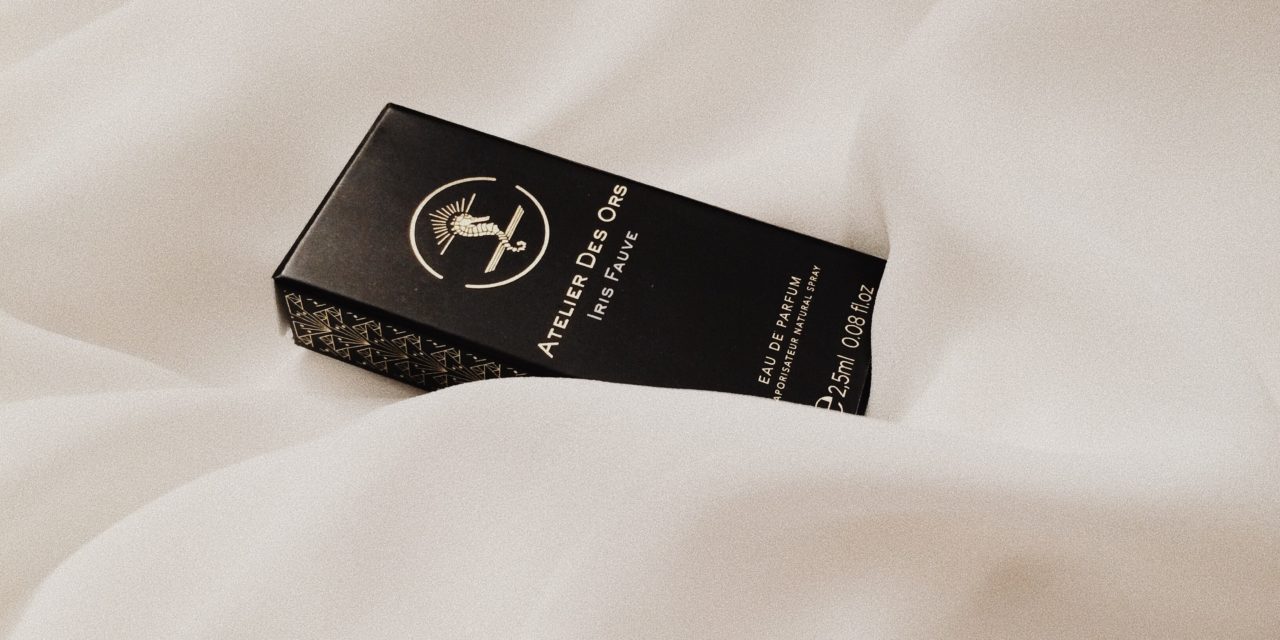 ATELIER DES ORS
IRIS FAUVE
EAU DE PARFUM
NATURAL SPRAY
2,5ml 0.08 fl.oz